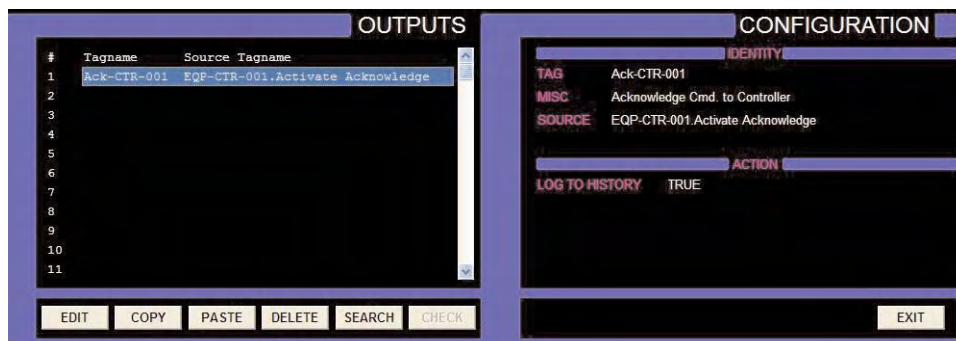 OUTPUTS
# Tagname Source Tagname
1 Ack-CTR-001 EQP-CTR-001.Activate Acknowledge
2
3
4
5
6
7
8
9
10
11
EDIT COPY PASTE DELETE SEARCH CHECK
CONFIGURATION
IDENTITY
TAG Ack-CTR-001
MISC Acknowledge Cmd. to Controller
SOURCE EQP-CTR-001.Activate Acknowledge
ACTION
LOG TO HISTORY TRUE
EXIT